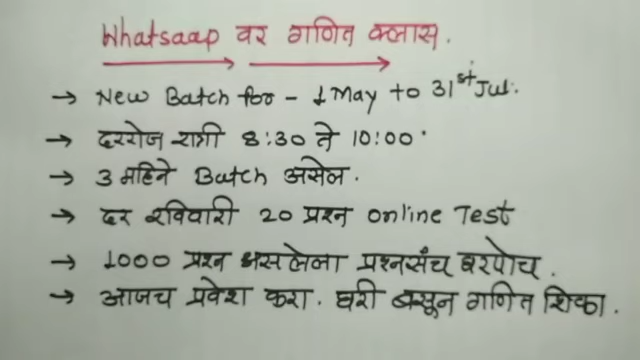 Whatsaap वर गणित क्लास.
→ New Batch for - 1 May to 31st Jul.
→ दररोज रात्री 8:30 ते 10:00
→ 3 महिने Batch असेल.
→ दर रविवारी 20 प्रश्न online Test
→ 1000 प्रश्न असलेला प्रश्नसंच घरपोच.
→ आजच प्रवेश करा. घरी बसून गणित शिका.